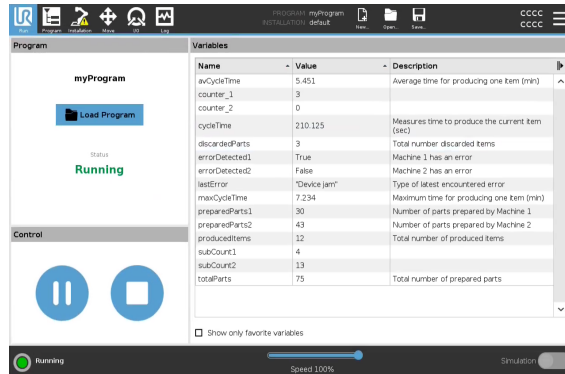 UR
PROGRAM myProgram
INSTALLATION default
CCCC
CCCC
Run Program Installation Move I/O Log
New... Open... Save...
Program
Variables
Name Value Description
myProgram
avCycleTime 5.451 Average time for producing one item (min)
counter_1 3
counter_2 0
Load Program
cycleTime 210.125 Measures time to produce the current item
(sec)
discardedParts 3 Total number discarded items
Status
Running
errorDetected1 True Machine 1 has an error
errorDetected2 False Machine 2 has an error
lastError "Device jam" Type of latest encountered error
maxCycleTime 7.234 Maximum time for producing one item (min)
preparedParts1 30 Number of parts prepared by Machine 1
preparedParts2 43 Number of parts prepared by Machine 2
Control
producedItems 12 Total number of produced items
subCount1 4
subCount2 13
totalParts 75 Total number of prepared parts
Show only favorite variables
Running
Speed 100%
Simulation